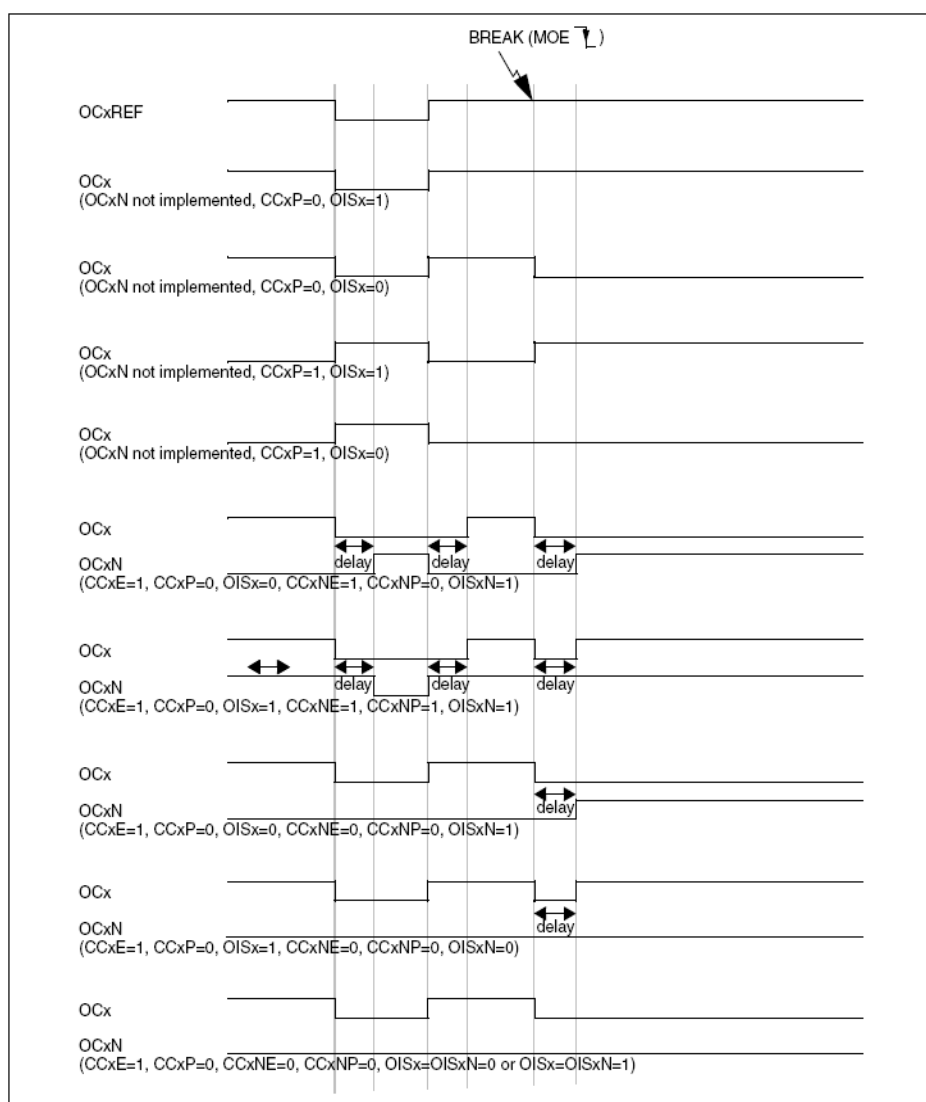 BREAK (MOE )
OCxREF
OCx
(OCxN not implemented, CCxP=0, OISx=1)
OCx
(OCxN not implemented, CCxP=0, OISx=0)
OCx
(OCxN not implemented, CCxP=1, OISx=1)
OCx
(OCxN not implemented, CCxP=1, OISx=0)
OCx
delay delay delay
OCxN
(CCxE=1, CCxP=0, OISx=0, CCxNE=1, CCxNP=0, OISxN=1)
OCx
delay delay delay
OCxN
(CCxE=1, CCxP=0, OISx=1, CCxNE=1, CCxNP=1, OISxN=1)
OCx
delay
OCxN
(CCxE=1, CCxP=0, OISx=0, CCxNE=0, CCxNP=0, OISxN=1)
OCx
delay
OCxN
(CCxE=1, CCxP=0, OISx=1, CCxNE=0, CCxNP=0, OISxN=0)
OCx
OCxN
(CCxE=1, CCxP=0, CCxNE=0, CCxNP=0, OISx=OISxN=0 or OISx=OISxN=1)